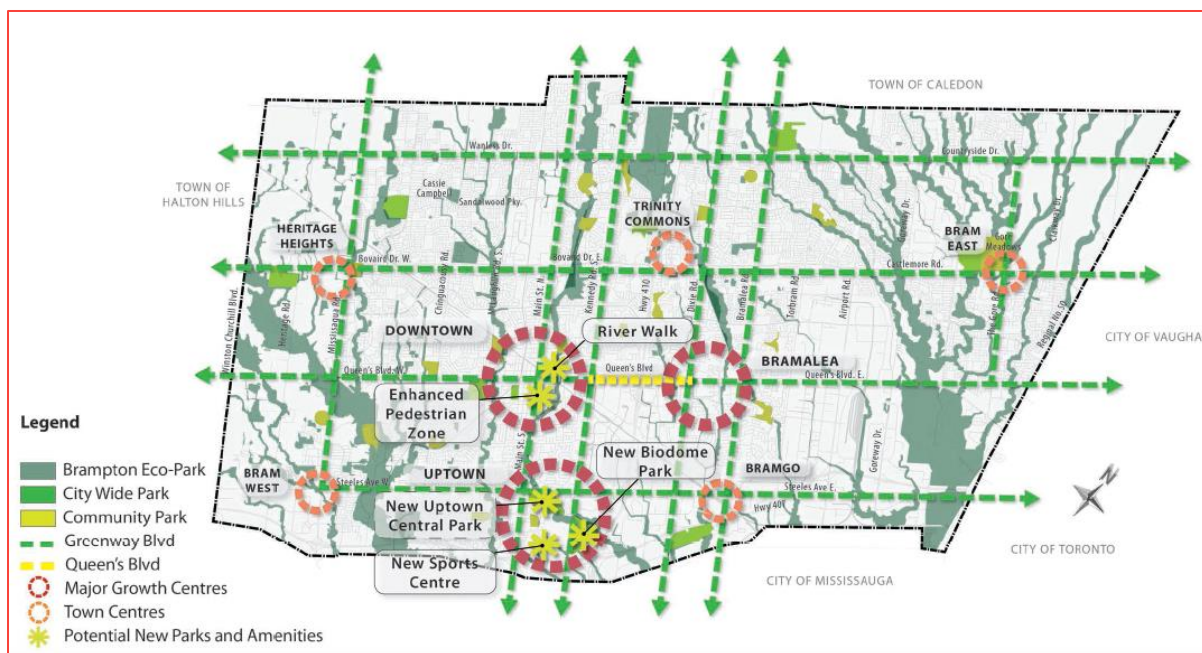 TOWN OF CALEDON
Wanless Dr.
Countryside Dr.
TOWN OF
HALTON HILLS
Cassie
Campbell
Sandalwood Pky.
TRINITY
COMMONS
HERITAGE
HEIGHTS
BRAM
EAST
Gore
Meadows
Goreway Dr.
Clarkway Dr.
Bovaird Dr. W.
Bovaird Dr. E.
Castlemore Rd.
Winston Churchill Blvd.
Heritage Rd.
Mississauga Rd.
Chinguacousy Rd.
McLaughlin Rd. S.
Main St. N.
Kennedy Rd. S.
Hwy 410
Dixie Rd.
Bramalea Rd.
Torbram Rd.
Airport Rd.
The Gore Rd.
Regional No. 50
DOWNTOWN
River Walk
CITY OF VAUGHA
BRAMALEA
Queen's Blvd. W.
Queen's Blvd
Queen's Blvd. E.
Enhanced
Pedestrian
Zone
Legend
Brampton Eco-Park
City Wide Park
Community Park
Greenway Blvd
Queen's Blvd
Major Growth Centres
Town Centres
Potential New Parks and Amenities
Main St. S.
New Biodome
Park
Goreway Dr.
BRAM
WEST
UPTOWN
BRAMGO
Steeles Ave W.
Steeles Ave E.
Hwy 407
New Uptown
Central Park
New Sports
Centre
N
CITY OF TORONTO
CITY OF MISSISSAUGA